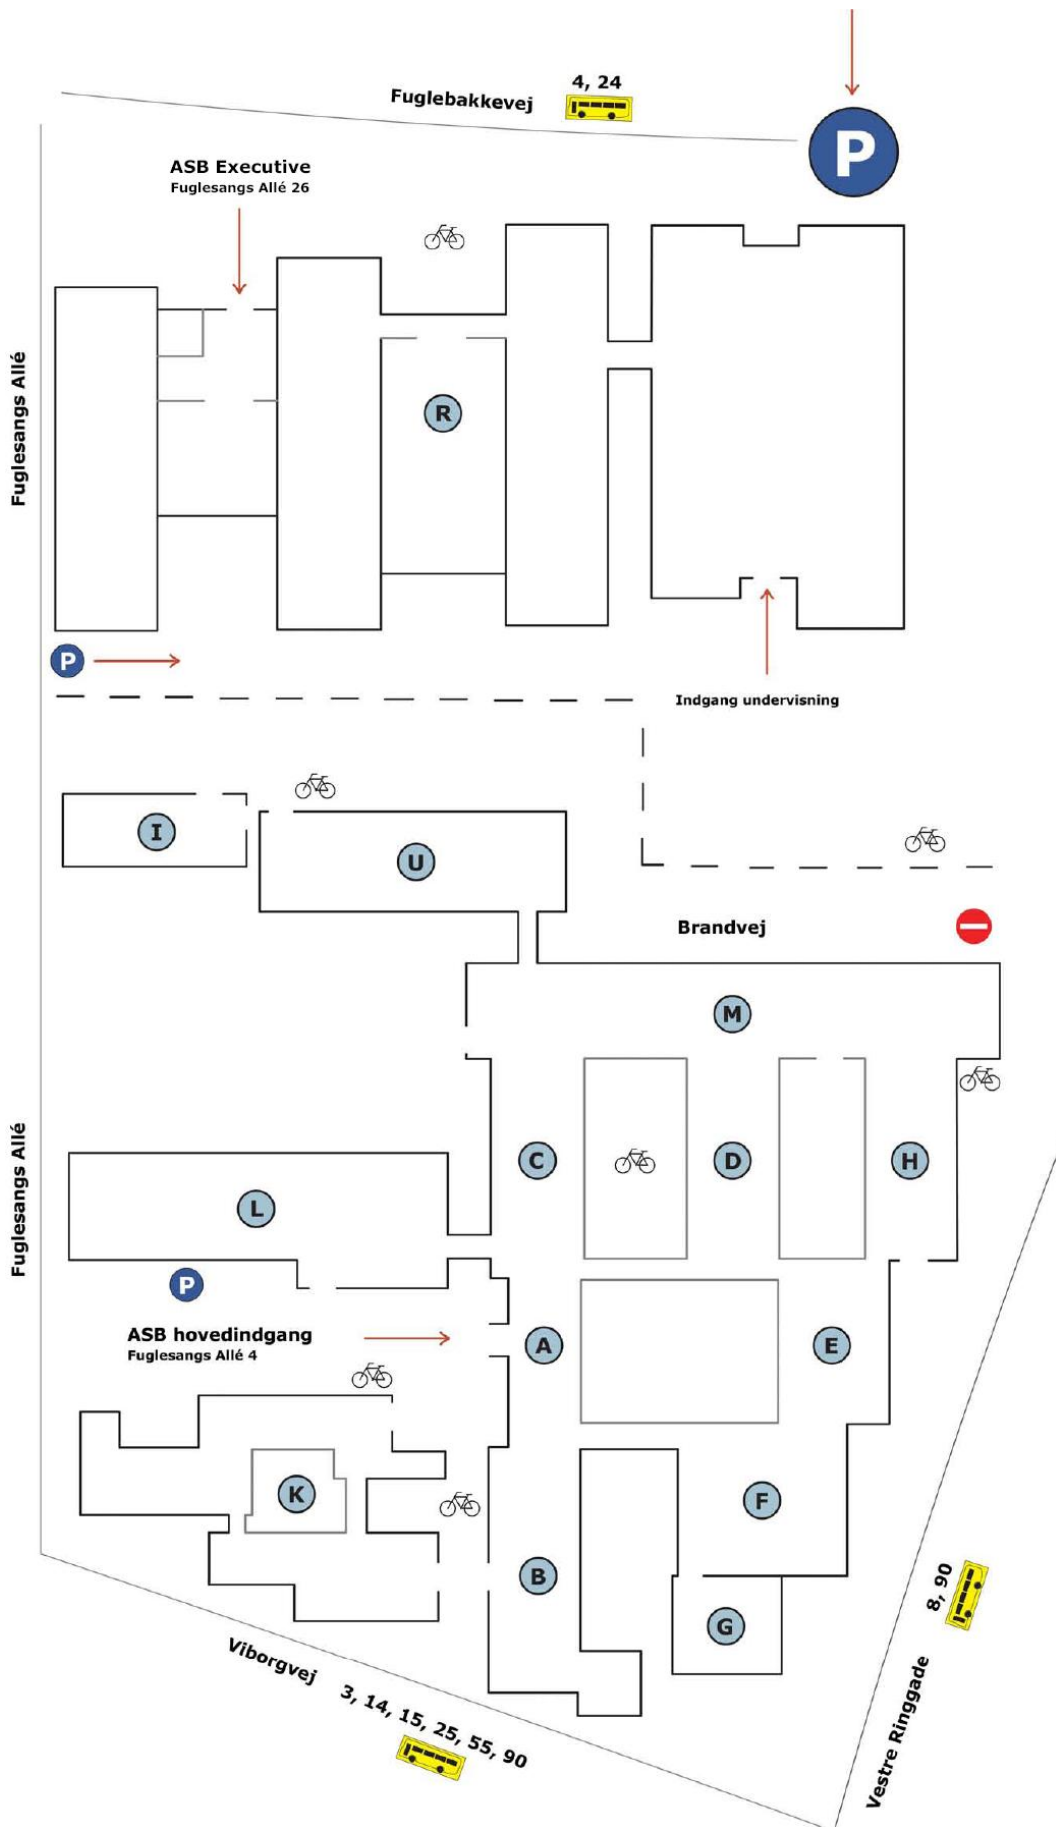 4, 24
Fuglebakkevej
P
ASB Executive
Fuglesangs Allé 26
Fuglesangs Allé
R
P
Indgang undervisning
I
U
Brandvej
M
Fuglesangs Allé
C
D
H
L
P
ASB hovedindgang
Fuglesangs Allé 4
A
E
K
F
B
G
8, 90
Viborgvej
3, 14, 15, 25, 55, 90
Vestre Ringgade